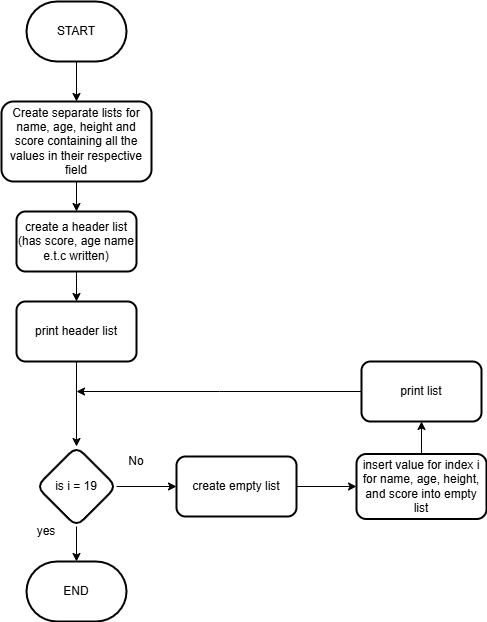 START
Create separate lists for
name, age, height and
score containing all the
values in their respective
field
create a header list
(has score, age name
e.t.c written)
print header list
print list
is i = 19
No
create empty list
insert value for index i
for name, age, height,
and score into empty
list
yes
END